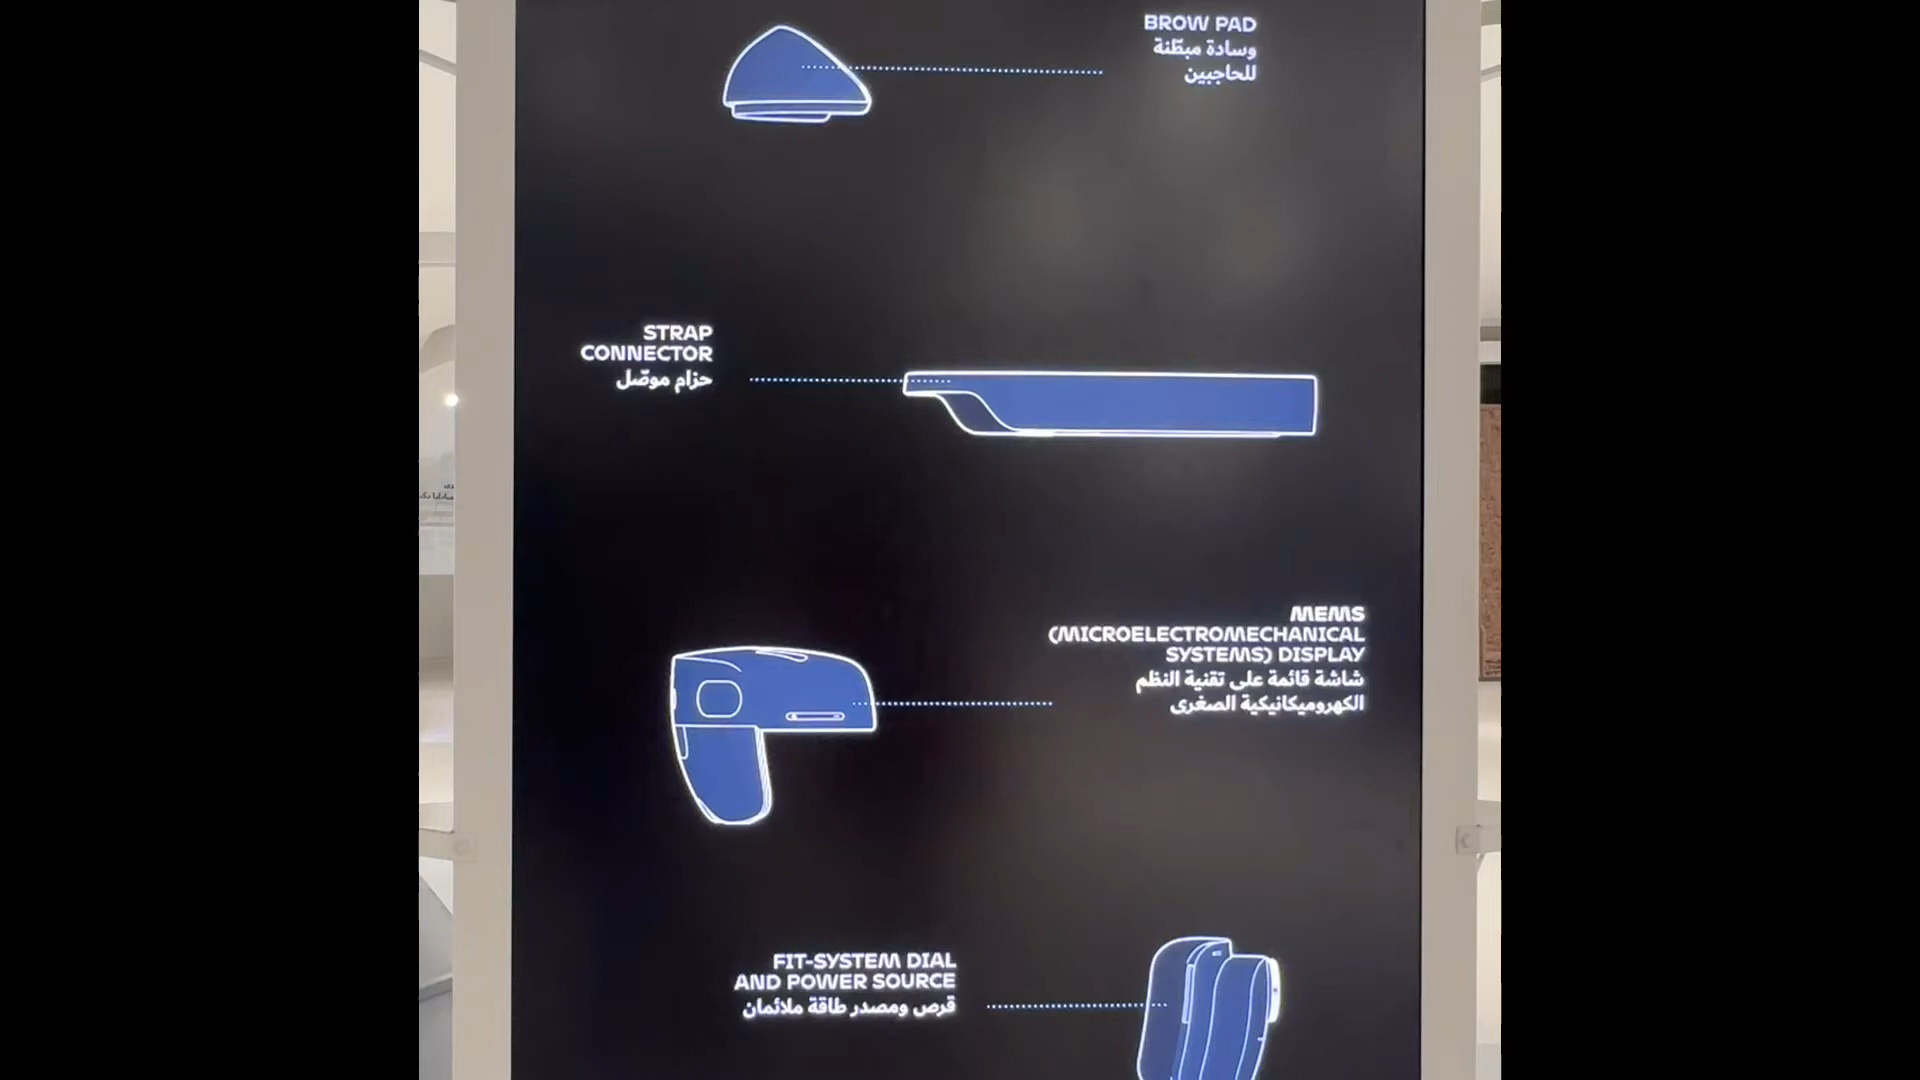 BROW PAD
وسادة مبطّنة
للحاجبين
STRAP
CONNECTOR
حزام موصّل
MEMS
(MICROELECTROMECHANICAL
SYSTEMS) DISPLAY
شاشة قائمة على تقنية النظم
الكهروميكانيكية الصغرى
FIT-SYSTEM DIAL
AND POWER SOURCE
قرص ومصدر طاقة ملائمان